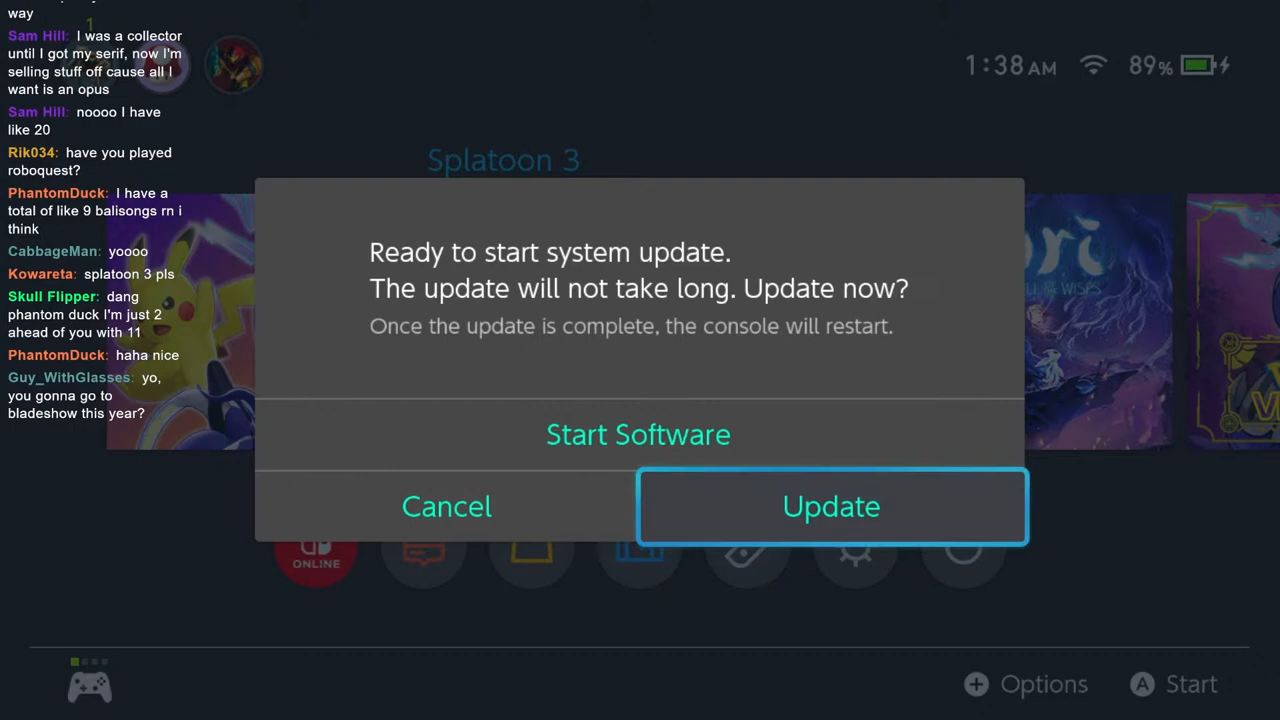 way
1
Sam Hill: I was a collector
until I got my serif, now I'm
selling stuff off cause all I
want is an opus
Sam Hill: noooo I have
like 20
Rik034: have you played
roboquest?
PhantomDuck: I have a
total of like 9 balisongs rn i
think
CabbageMan: yoooo
Kowareta: splatoon 3 pls
Skull Flipper: dang
phantom duck I'm just 2
ahead of you with 11
PhantomDuck: haha nice
Guy_WithGlasses: yo,
you gonna go to
bladeshow this year?
1:38 AM 89%
Splatoon 3
Ready to start system update.
The update will not take long. Update now?
Once the update is complete, the console will restart.
Start Software
Cancel Update
ONLINE
Options Start